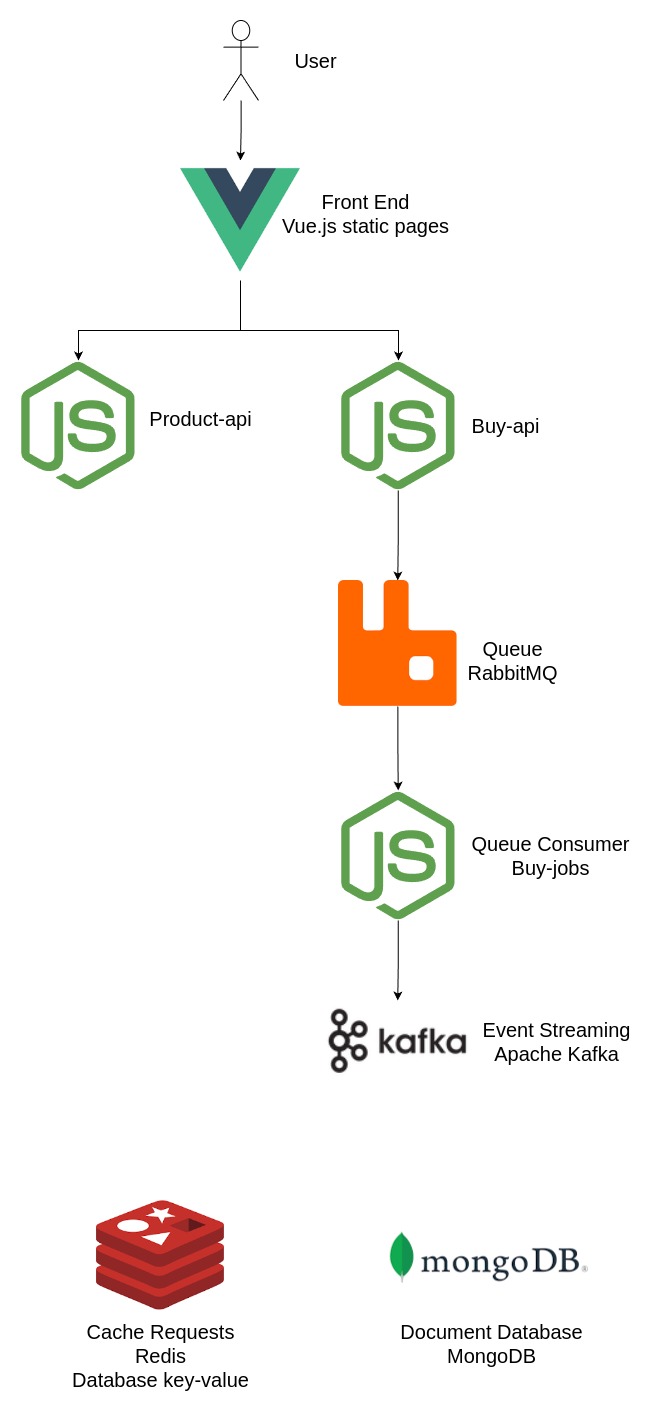 User
Front End
Vue.js static pages
JS
Product-api
JS
Buy-api
Queue
RabbitMQ
JS
Queue Consumer
Buy-jobs
kafka
Event Streaming
Apache Kafka
Cache Requests
Redis
Database key-value
mongoDB®
Document Database
MongoDB